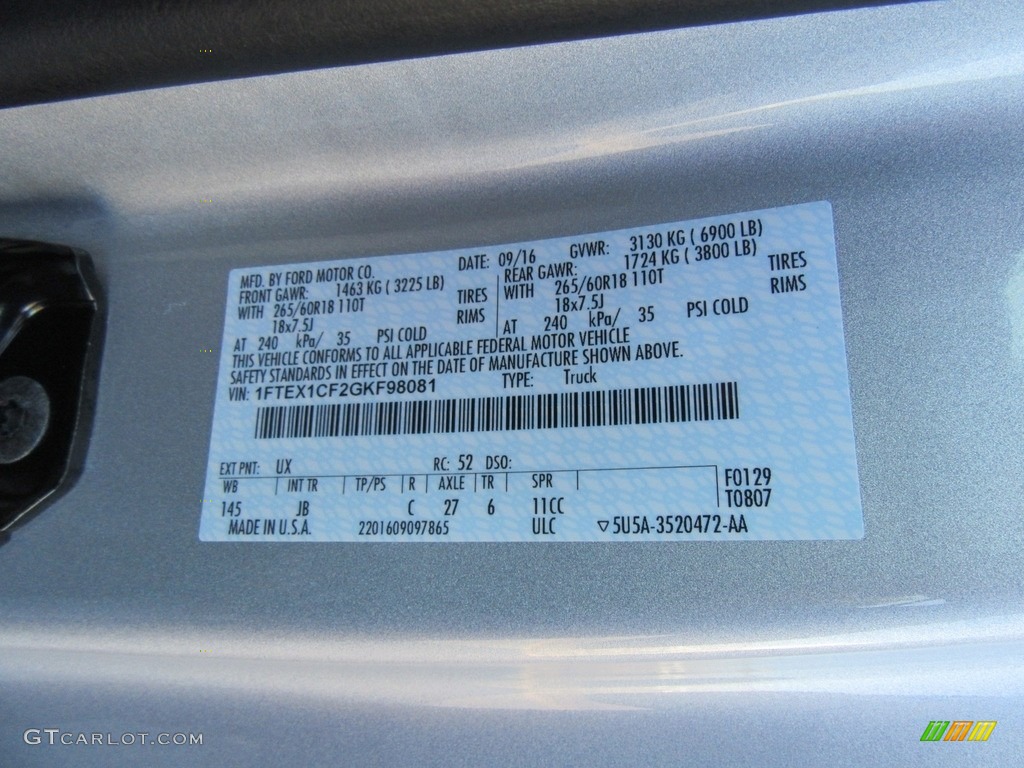 MFD. BY FORD MOTOR CO.
DATE: 09/16 GVWR: 3130 KG ( 6900 LB)
FRONT GAWR: 1463 KG ( 3225 LB)
WITH 265/60R18 110T TIRES
18x7.5J RIMS
AT 240 kPa/ 35 PSI COLD
REAR GAWR: 1724 KG ( 3800 LB)
WITH 265/60R18 110T TIRES
18x7.5J RIMS
AT 240 kPa/ 35 PSI COLD
THIS VEHICLE CONFORMS TO ALL APPLICABLE FEDERAL MOTOR VEHICLE
SAFETY STANDARDS IN EFFECT ON THE DATE OF MANUFACTURE SHOWN ABOVE.
VIN: 1FTEX1CF2GKF98081 TYPE: Truck
EXT PNT: UX RC: 52 DSO:
WB INT TR TP/PS R AXLE TR SPR
145 JB C 27 6 11CC
F0129
T0807
MADE IN U.S.A. 2201609097865 ULC ▽5U5A-3520472-AA
GTCARLOT.COM